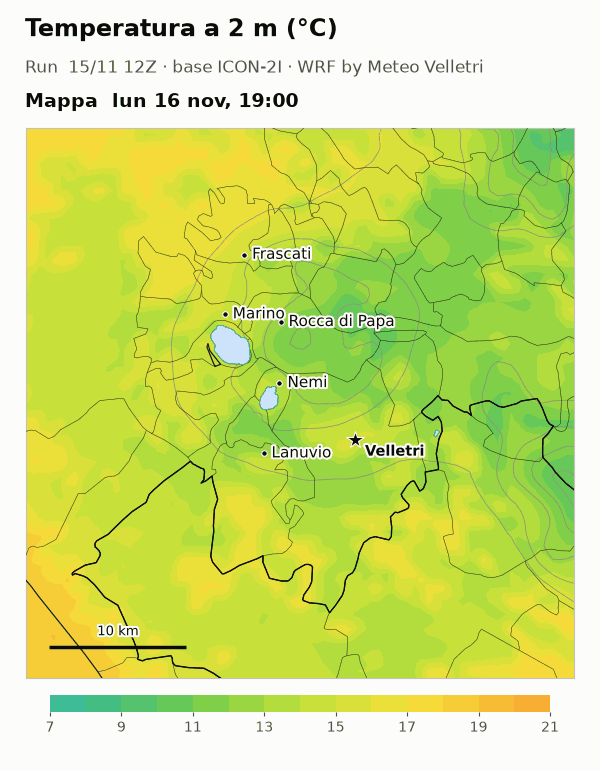 Temperatura a 2 m (°C)
Run  15/11 12Z · base ICON-2I · WRF by Meteo Velletri
Mappa  lun 16 nov, 19:00
Frascati
Marino
Rocca di Papa
Nemi
Velletri
Lanuvio
10 km
7 9 11 13 15 17 19 21